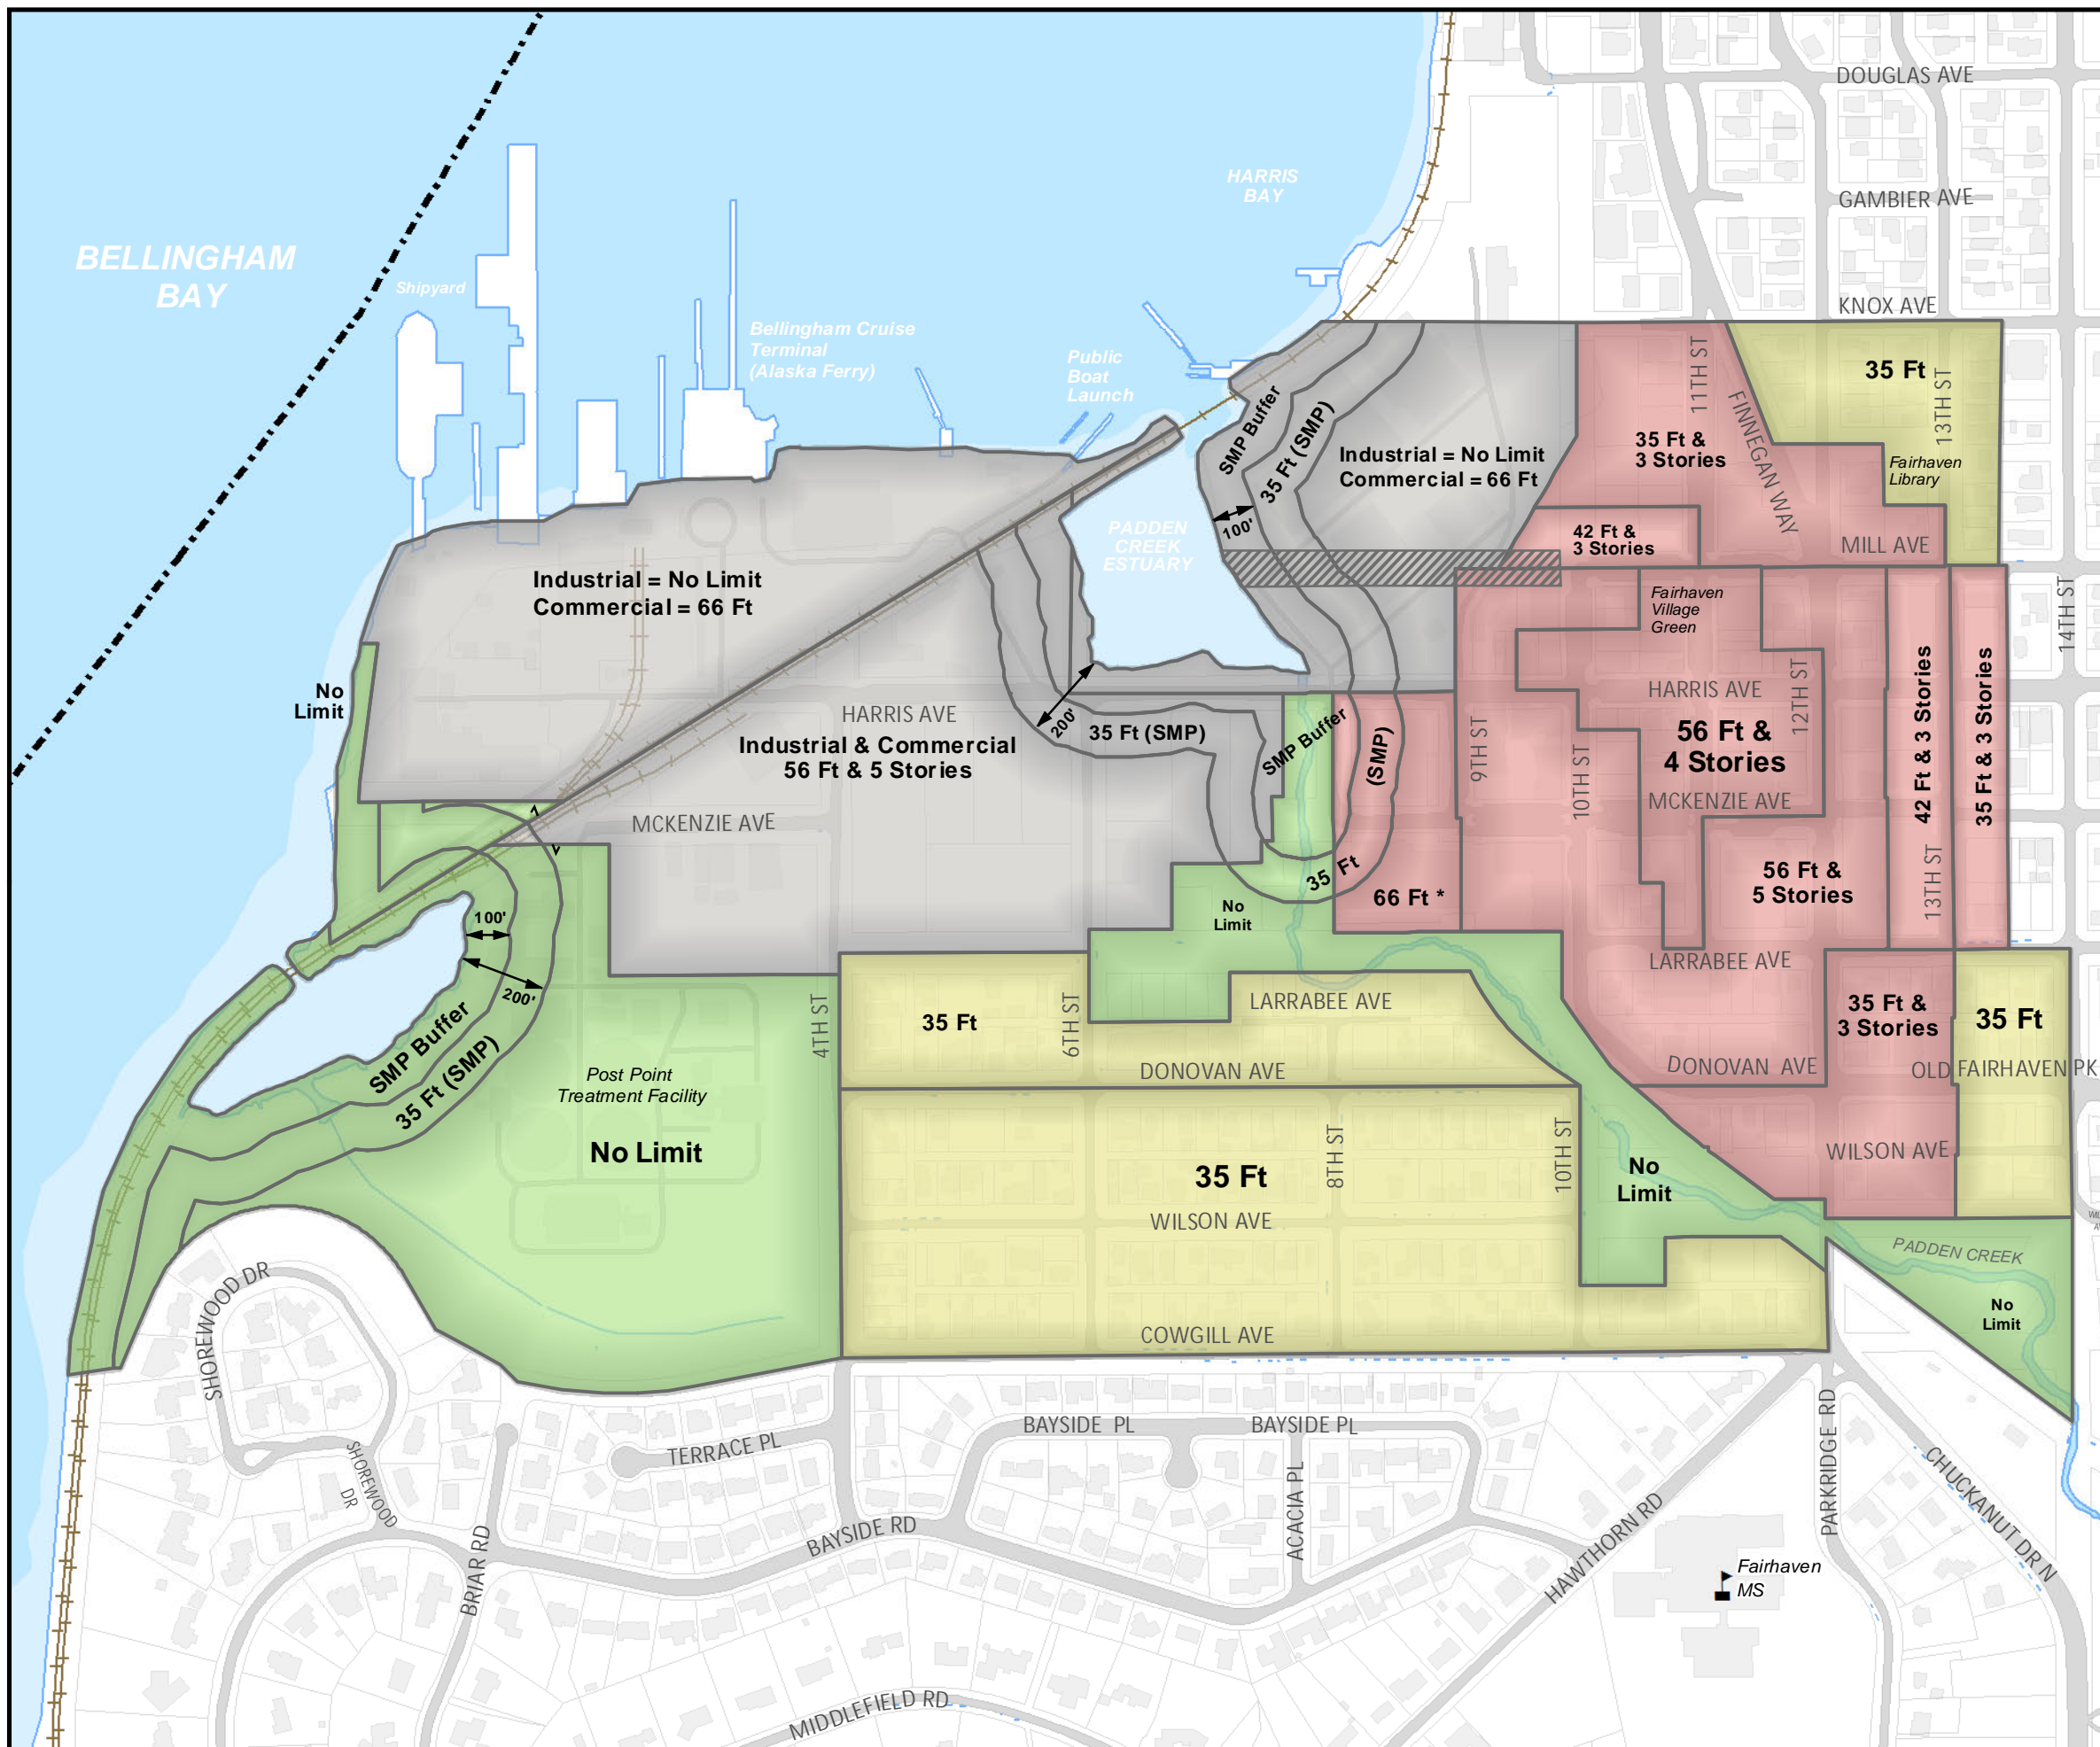 DOUGLAS AVE
HARRIS
BAY
GAMBIER AVE
BELLINGHAM
BAY
Shipyard
KNOX AVE
Bellingham Cruise
Terminal
(Alaska Ferry)
Public
Boat
Launch
11TH ST
35 Ft
13TH ST
FINNEGAN WAY
SMP Buffer
35 Ft (SMP)
Industrial = No Limit
Commercial = 66 Ft
35 Ft &
3 Stories
Fairhaven
Library
100'
PADDEN
CREEK
ESTUARY
42 Ft &
3 Stories
MILL AVE
Industrial = No Limit
Commercial = 66 Ft
Fairhaven
Village
Green
14TH ST
No
Limit
HARRIS AVE
200'
35 Ft (SMP)
SMP Buffer
(SMP)
9TH ST
10TH ST
HARRIS AVE
12TH ST
56 Ft &
4 Stories
42 Ft & 3 Stories
35 Ft & 3 Stories
Industrial & Commercial
56 Ft & 5 Stories
MCKENZIE AVE
MCKENZIE AVE
35 Ft
66 Ft *
56 Ft &
5 Stories
13TH ST
No
Limit
100'
200'
LARRABEE AVE
SMP Buffer
35 Ft (SMP)
4TH ST
35 Ft
6TH ST
LARRABEE AVE
35 Ft &
3 Stories
35 Ft
DONOVAN AVE
DONOVAN AVE
OLD FAIRHAVEN PK
Post Point
Treatment Facility
No Limit
35 Ft
8TH ST
10TH ST
No
Limit
WILSON AVE
WILSON AVE
PADDEN CREEK
No
Limit
COWGILL AVE
SHOREWOOD DR
SHOREWOOD
DR
TERRACE PL
BAYSIDE PL
BAYSIDE PL
ACACIA PL
BAYSIDE RD
BRIAR RD
HAWTHORN RD
PARKRIDGE RD
CHUCKANUT DR N
Fairhaven
MS
MIDDLEFIELD RD